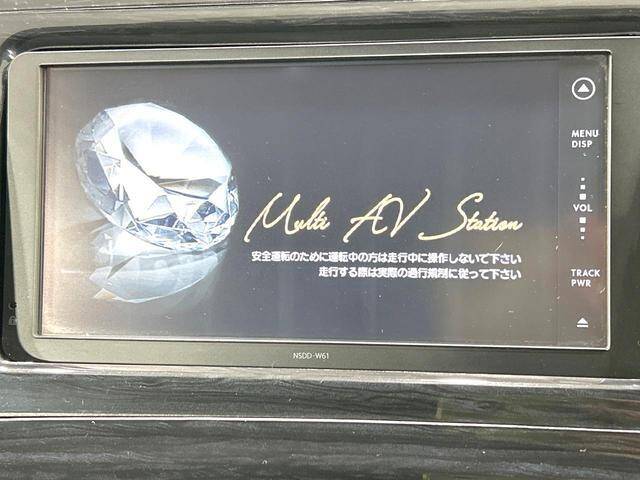 MENU
DISP
VOL
Multi AV Station
安全運転のために運転中の方は走行中に操作しないで下さい
走行する際は実際の通行規制に従って下さい
TRACK
PWR
NSDD-W61